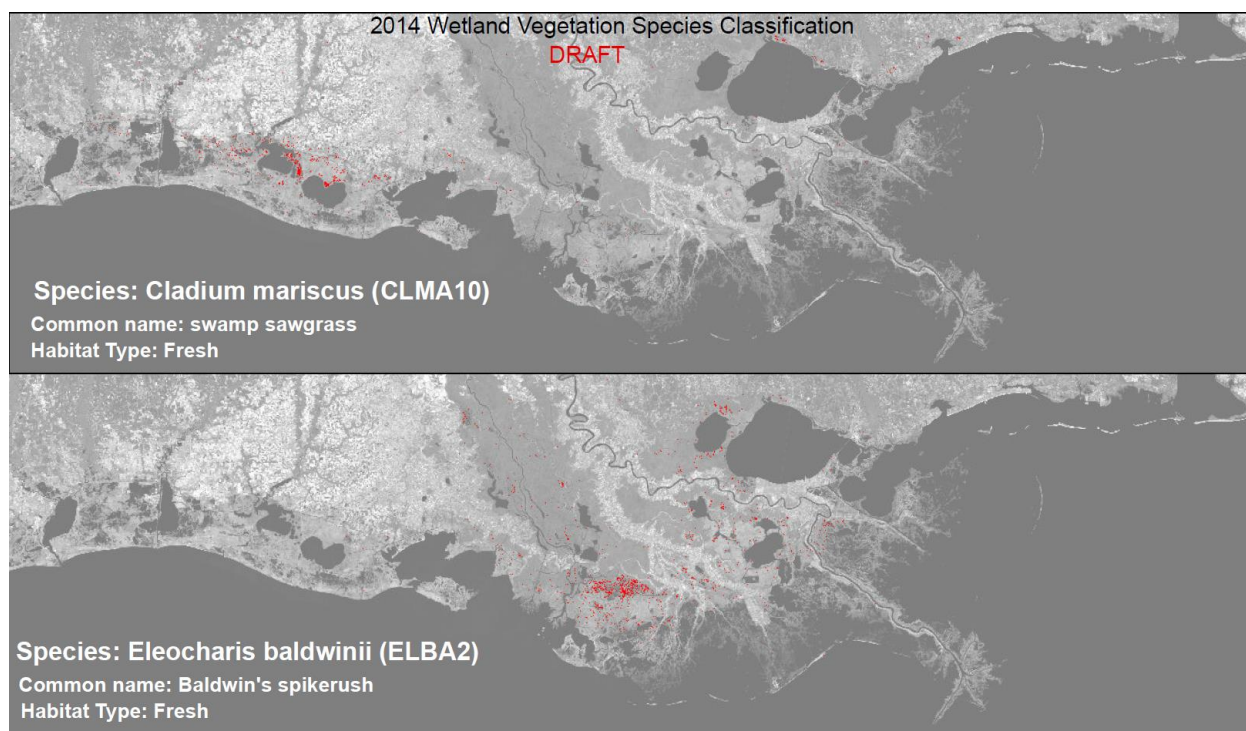 2014 Wetland Vegetation Species Classification
DRAFT
Species: Cladium mariscus (CLMA10)
Common name: swamp sawgrass
Habitat Type: Fresh
Species: Eleocharis baldwinii (ELBA2)
Common name: Baldwin's spikerush
Habitat Type: Fresh